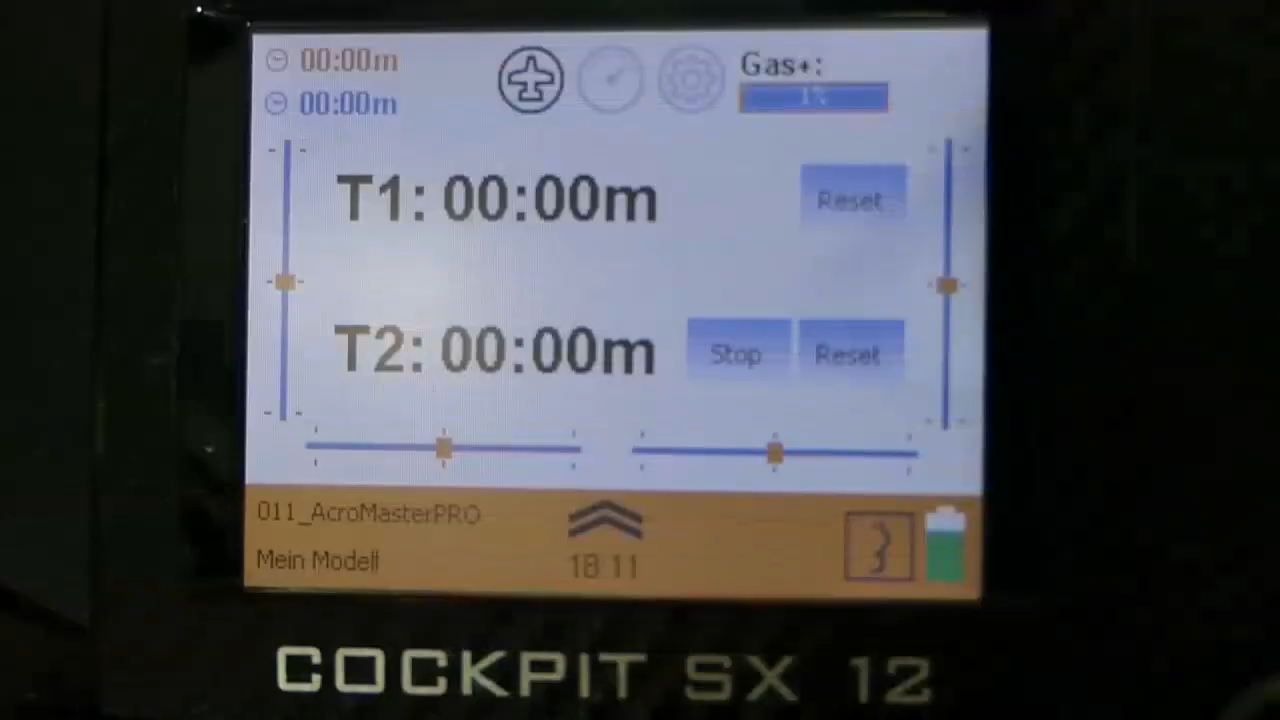 00:00m
Gas+:
1%
00:00m
T1: 00:00m
Reset
T2: 00:00m
Stop
Reset
011_AcroMasterPRO
Mein Modell
18 11
COCKPIT SX 12